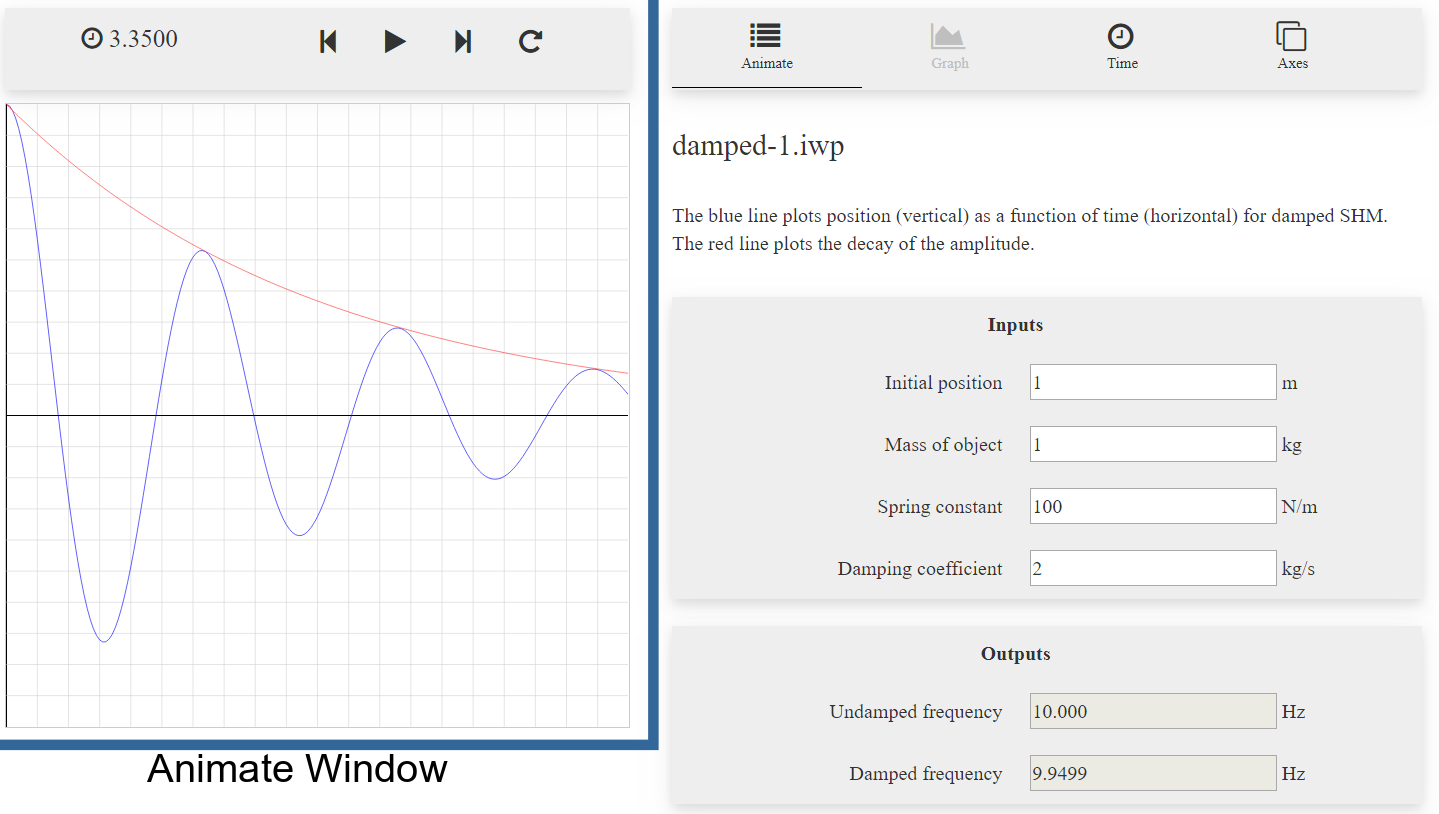 3.3500
Animate
Graph
Time
Axes
damped-1.iwp
The blue line plots position (vertical) as a function of time (horizontal) for damped SHM.
The red line plots the decay of the amplitude.
Inputs
Initial position 1 m
Mass of object 1 kg
Spring constant 100 N/m
Damping coefficient 2 kg/s
Outputs
Undamped frequency 10.000 Hz
Damped frequency 9.9499 Hz
Animate Window